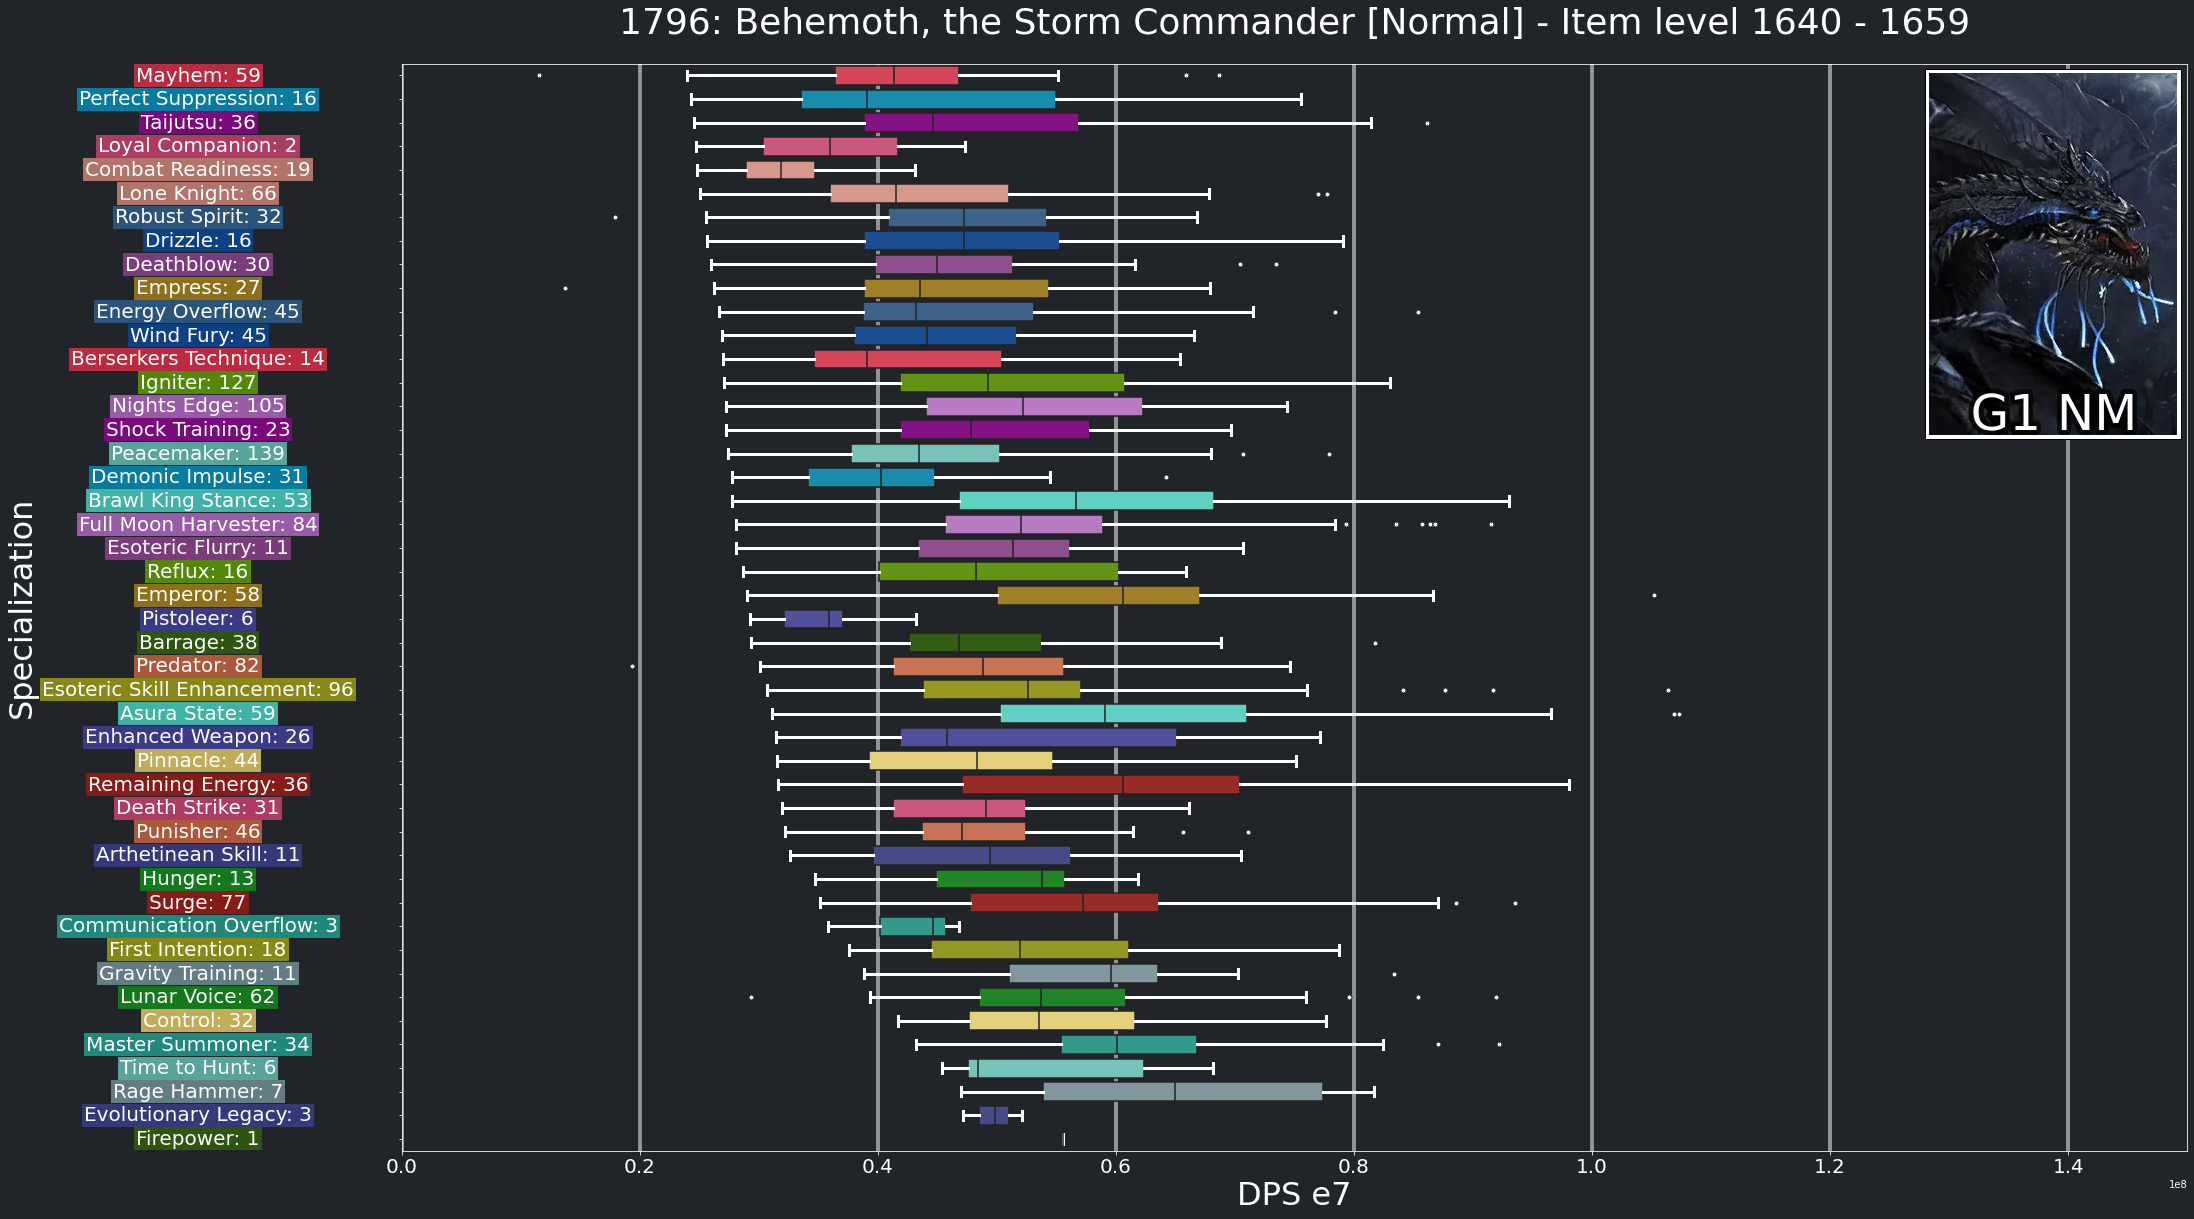 1796: Behemoth, the Storm Commander [Normal] - Item level 1640 - 1659
Mayhem: 59
Perfect Suppression: 16
Taijutsu: 36
Loyal Companion: 2
Combat Readiness: 19
Lone Knight: 66
Robust Spirit: 32
Drizzle: 16
Deathblow: 30
Empress: 27
Energy Overflow: 45
Wind Fury: 45
Berserkers Technique: 14
Igniter: 127
Nights Edge: 105
Shock Training: 23
Peacemaker: 139
Demonic Impulse: 31
Brawl King Stance: 53
Full Moon Harvester: 84
Esoteric Flurry: 11
Reflux: 16
Emperor: 58
Pistoleer: 6
Barrage: 38
Predator: 82
Esoteric Skill Enhancement: 96
Asura State: 59
Enhanced Weapon: 26
Pinnacle: 44
Remaining Energy: 36
Death Strike: 31
Punisher: 46
Arthetinean Skill: 11
Hunger: 13
Surge: 77
Communication Overflow: 3
First Intention: 18
Gravity Training: 11
Lunar Voice: 62
Control: 32
Master Summoner: 34
Time to Hunt: 6
Rage Hammer: 7
Evolutionary Legacy: 3
Firepower: 1
Specialization
G1 NM
0.0 0.2 0.4 0.6 0.8 1.0 1.2 1.4
1e8
DPS e7